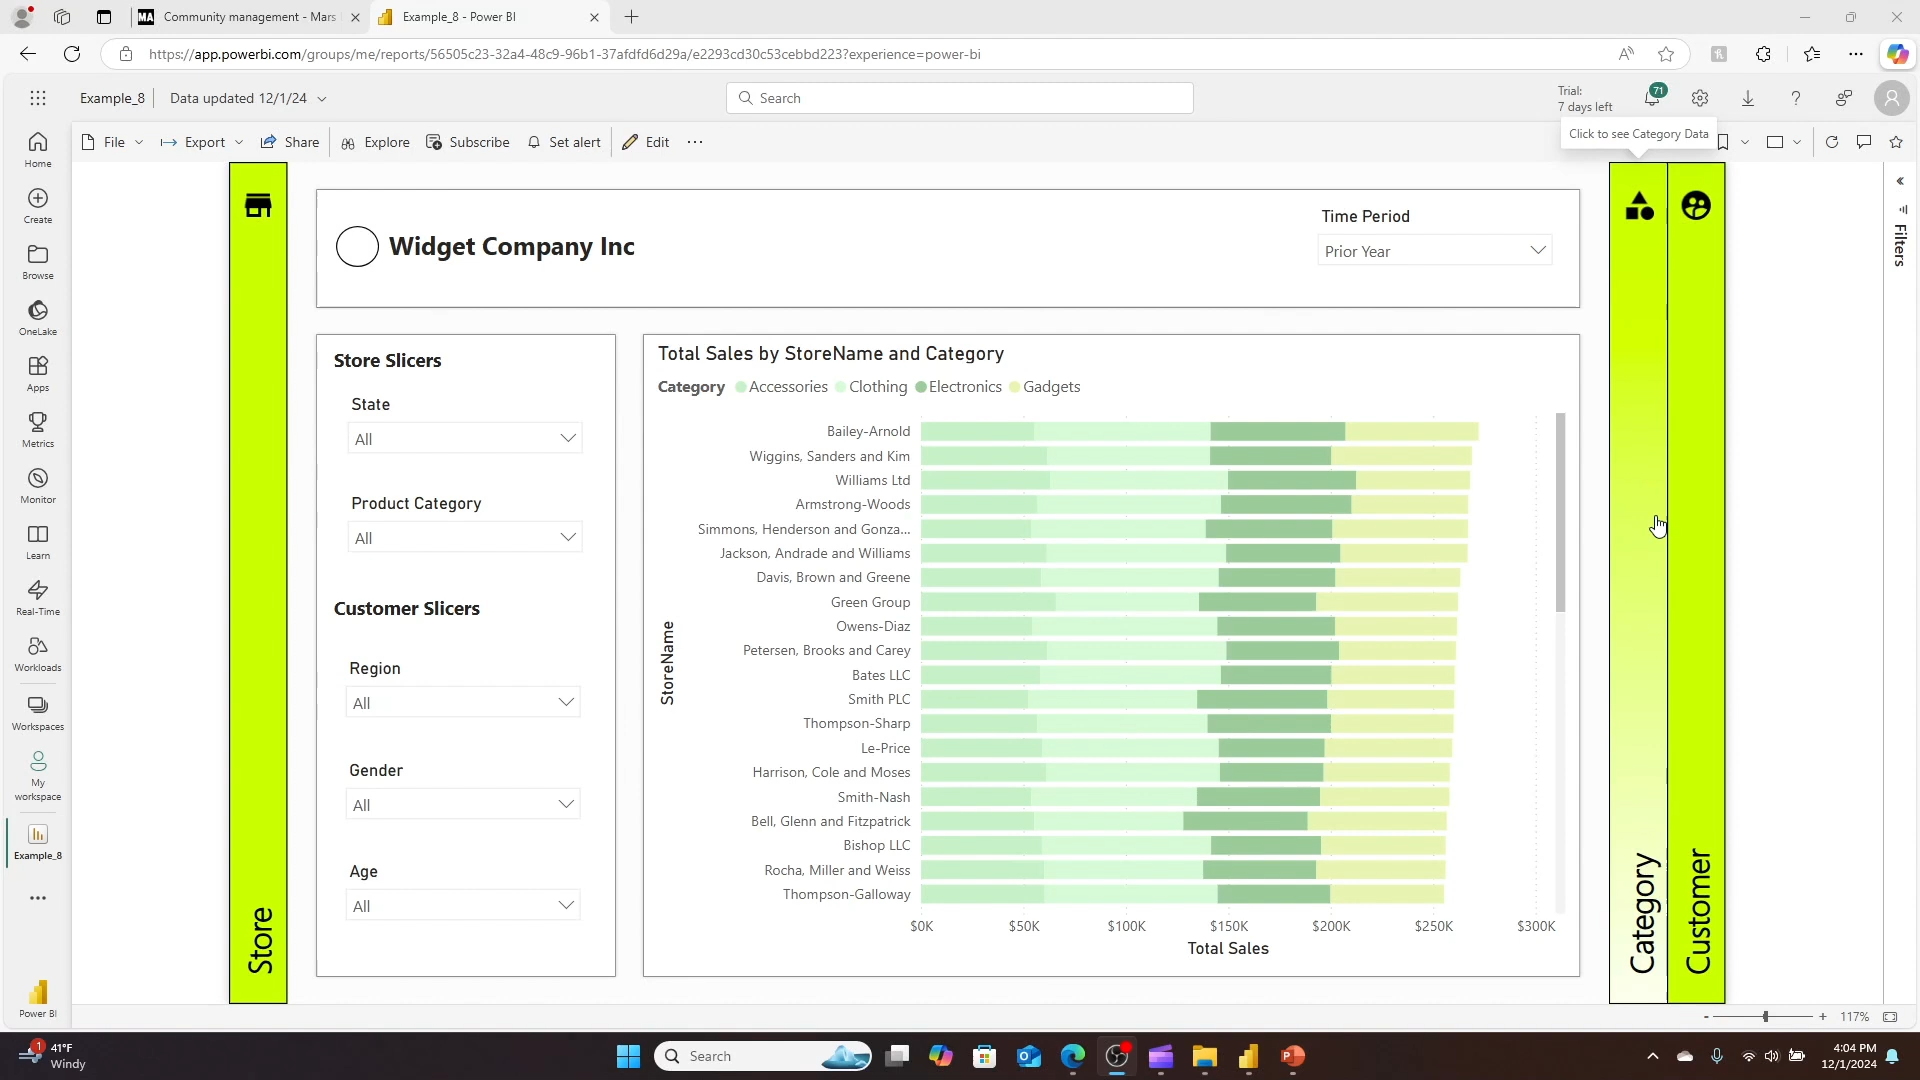 MA
Community management - Mars
Example_8 - Power BI
https://app.powerbi.com/groups/me/reports/56505c23-32a4-48c9-96b1-37afdfd6d29a/e2293cd30c53cebbd223?experience=power-bi
Example_8
Data updated 12/1/24
Search
Trial:
7 days left
71
File
Export
Share
Explore
Subscribe
Set alert
Edit
Click to see Category Data
Home
Create
Browse
OneLake
Apps
Metrics
Monitor
Learn
Real-Time
Workloads
Workspaces
My
workspace
Example_8
Power BI
Store
Widget Company Inc
Time Period
Prior Year
Store Slicers
State
All
Product Category
All
Customer Slicers
Region
All
Gender
All
Age
All
Total Sales by StoreName and Category
Category Accessories Clothing Electronics Gadgets
StoreName
Bailey-Arnold
Wiggins, Sanders and Kim
Williams Ltd
Armstrong-Woods
Simmons, Henderson and Gonza...
Jackson, Andrade and Williams
Davis, Brown and Greene
Green Group
Owens-Diaz
Petersen, Brooks and Carey
Bates LLC
Smith PLC
Thompson-Sharp
Le-Price
Harrison, Cole and Moses
Smith-Nash
Bell, Glenn and Fitzpatrick
Bishop LLC
Rocha, Miller and Weiss
Thompson-Galloway
$0K $50K $100K $150K $200K $250K $300K
Total Sales
Category
Customer
Filters
- + 117%
1
41°F
Windy
Search
4:04 PM
12/1/2024